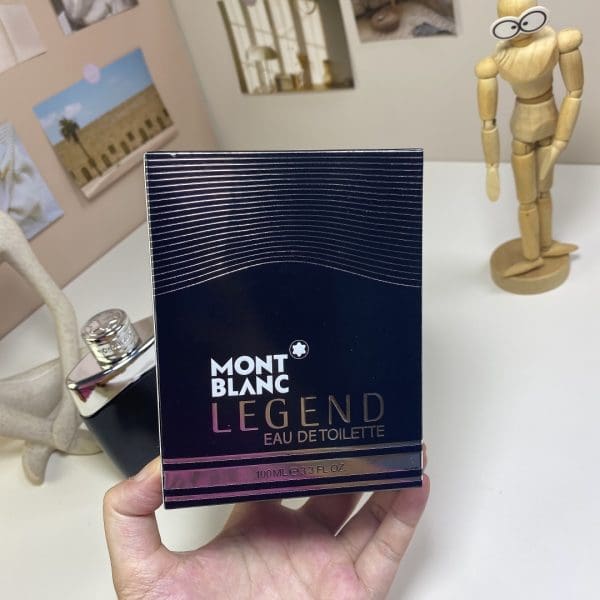 MONT
BLANC
LEGEND
EAU DE TOILETTE
100 ML ℮ 3.3 FL.OZ.